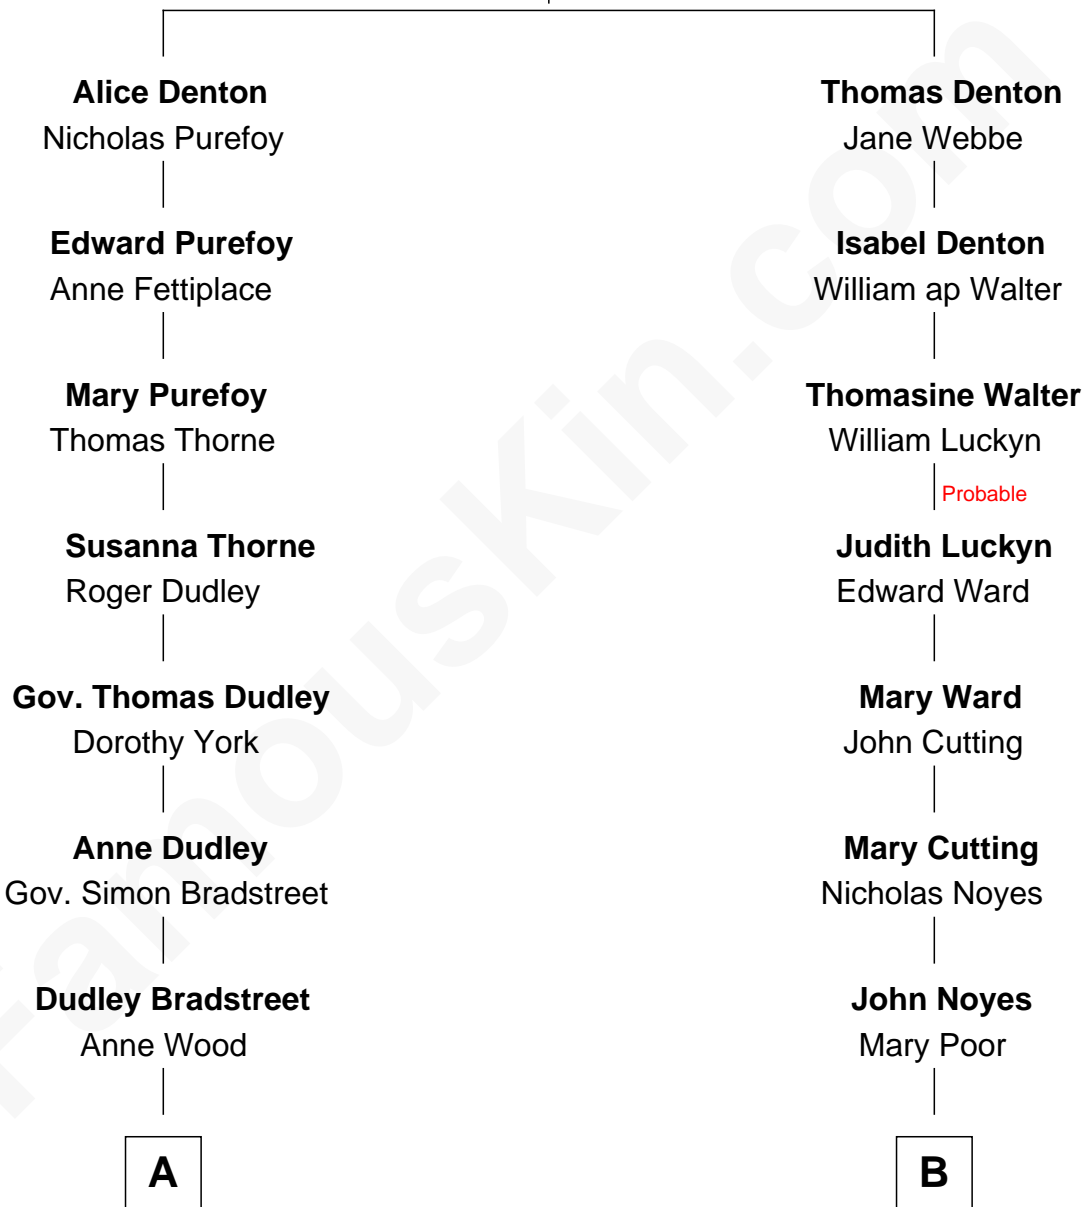 Alice Denton
Nicholas Purefoy
Edward Purefoy
Anne Fettiplace
Mary Purefoy
Thomas Thorne
Susanna Thorne
Roger Dudley
Gov. Thomas Dudley
Dorothy York
Anne Dudley
Gov. Simon Bradstreet
Dudley Bradstreet
Anne Wood
A
Thomas Denton
Jane Webbe
Isabel Denton
William ap Walter
Thomasine Walter
William Luckyn
Probable
Judith Luckyn
Edward Ward
Mary Ward
John Cutting
Mary Cutting
Nicholas Noyes
John Noyes
Mary Poor
B
FamousKin.com